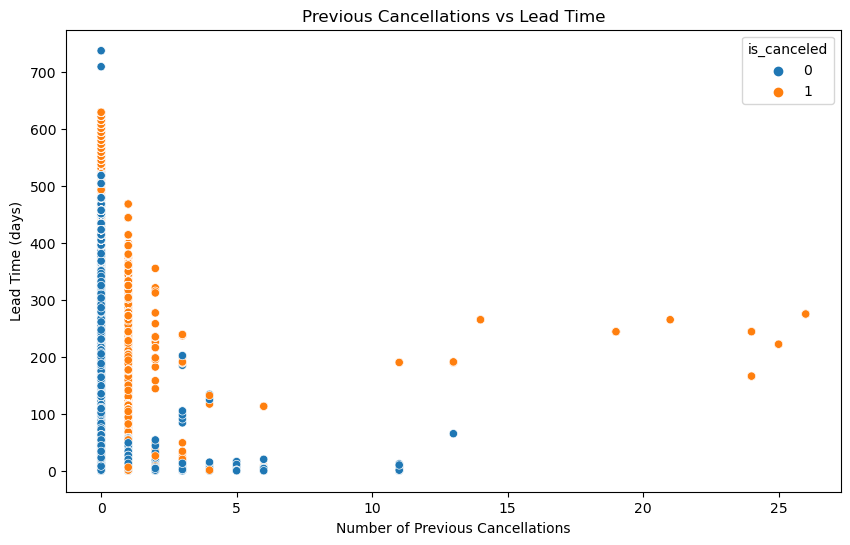 Previous Cancellations vs Lead Time
is_canceled
0
1
Lead Time (days)
700
600
500
400
300
200
100
0
0 5 10 15 20 25
Number of Previous Cancellations